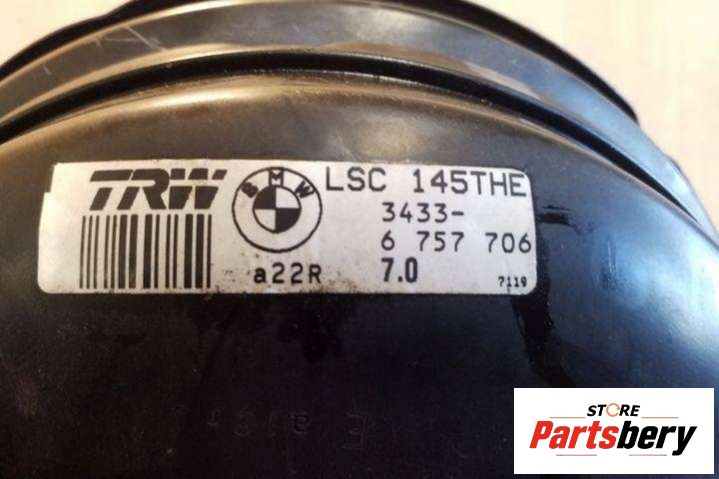 TRW
BMW
LSC 145THE
3433-
6 757 706
a22R
7.0
7119
STORE
Partsbery